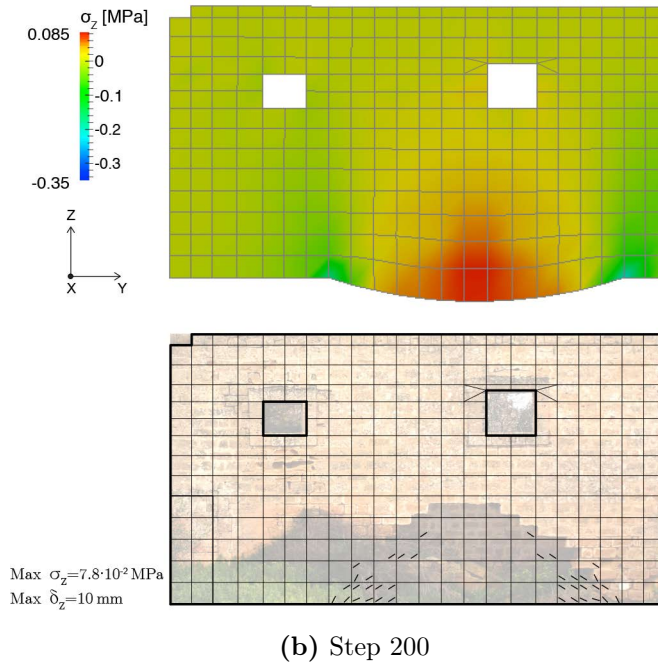 σz [MPa]
0.085
0
-0.1
-0.2
-0.3
-0.35
Z
X
Y
Max σz=7.8·10-2 MPa
Max δz=10 mm
(b) Step 200